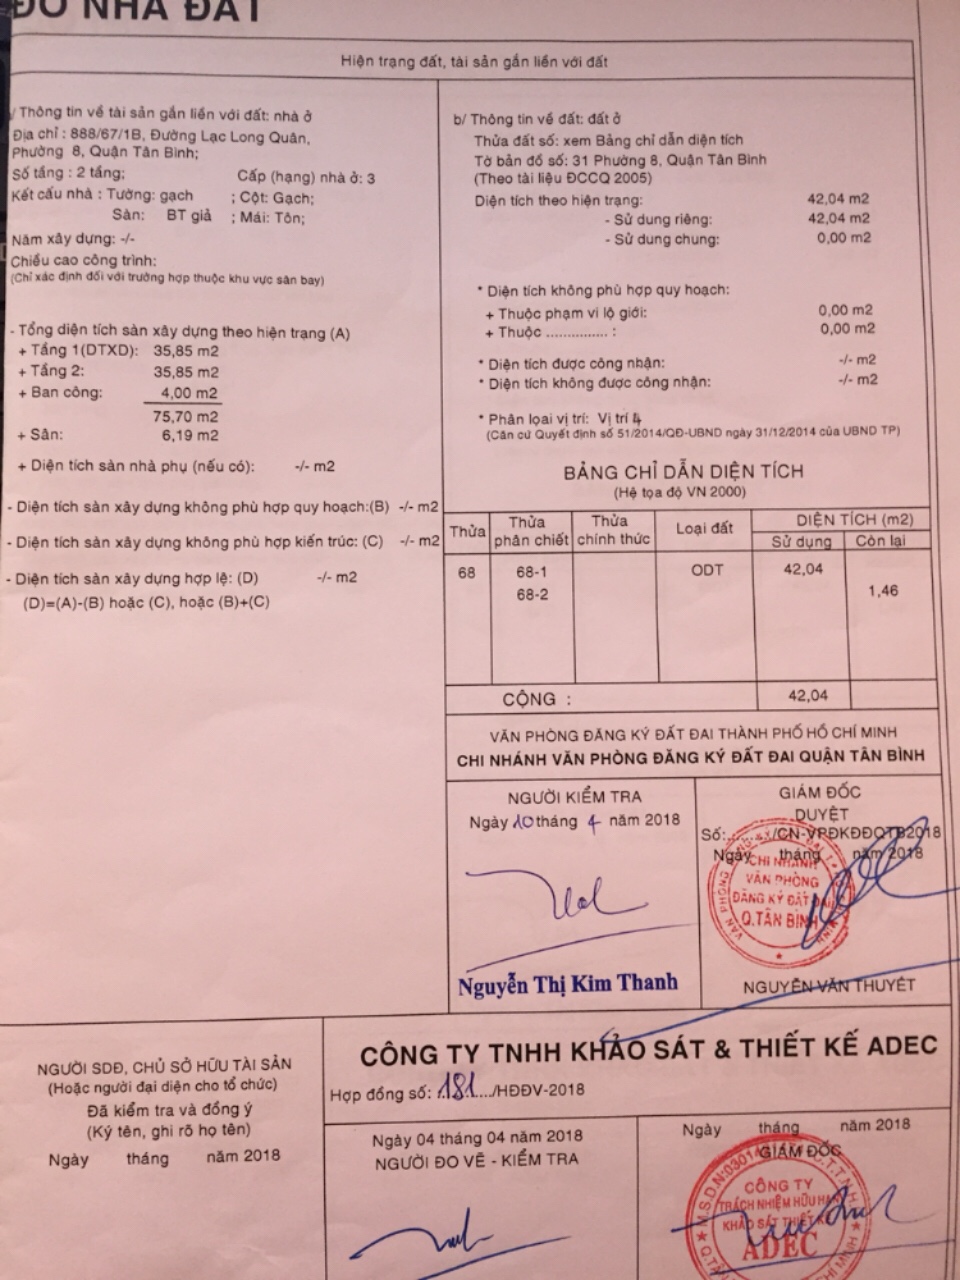 ĐỒ NHÀ ĐẤT
Hiện trạng đất, tài sản gắn liền với đất
/ Thông tin về tài sản gắn liền với đất: nhà ở
Địa chỉ : 888/67/1B, Đường Lạc Long Quân,
Phường 8, Quận Tân Bình;
Số tầng : 2 tầng; Cấp (hạng) nhà ở: 3
Kết cấu nhà : Tường: gạch ; Cột: Gạch;
Sàn: BT giả ; Mái: Tôn;
Năm xây dựng: -/-
Chiều cao công trình:
(Chỉ xác định đối với trường hợp thuộc khu vực sân bay)
- Tổng diện tích sàn xây dựng theo hiện trạng (A)
+ Tầng 1(DTXD): 35,85 m2
+ Tầng 2: 35,85 m2
+ Ban công: 4,00 m2
75,70 m2
+ Sân: 6,19 m2
+ Diện tích sàn nhà phụ (nếu có): -/- m2
- Diện tích sàn xây dựng không phù hợp quy hoạch:(B) -/- m2
- Diện tích sàn xây dựng không phù hợp kiến trúc: (C) -/- m2
- Diện tích sàn xây dựng hợp lệ: (D) -/- m2
(D)=(A)-(B) hoặc (C), hoặc (B)+(C)
b/ Thông tin về đất: đất ở
Thửa đất số: xem Bảng chỉ dẫn diện tích
Tờ bản đồ số: 31 Phường 8, Quận Tân Bình
(Theo tài liệu ĐCCQ 2005)
Diện tích theo hiện trạng: 42,04 m2
- Sử dụng riêng: 42,04 m2
- Sử dụng chung: 0,00 m2
* Diện tích không phù hợp quy hoạch:
+ Thuộc phạm vi lộ giới: 0,00 m2
+ Thuộc ............... : 0,00 m2
* Diện tích được công nhận: -/- m2
* Diện tích không được công nhận: -/- m2
* Phân loại vị trí: Vị trí 4
(Căn cứ Quyết định số 51/2014/QĐ-UBND ngày 31/12/2014 của UBND TP)
BẢNG CHỈ DẪN DIỆN TÍCH
(Hệ tọa độ VN 2000)
Thửa Thửa phân chiết Thửa chính thức Loại đất DIỆN TÍCH (m2)
Sử dụng Còn lại
68 68-1 ODT 42,04
68-2 1,46
CỘNG : 42,04
VĂN PHÒNG ĐĂNG KÝ ĐẤT ĐAI THÀNH PHỐ HỒ CHÍ MINH
CHI NHÁNH VĂN PHÒNG ĐĂNG KÝ ĐẤT ĐAI QUẬN TÂN BÌNH
NGƯỜI KIỂM TRA
Ngày 10 tháng 4 năm 2018
Nguyễn Thị Kim Thanh
GIÁM ĐỐC
DUYỆT
Số:......../CN-VPĐKĐĐQTB2018
Ngày tháng năm 2018
CHI NHÁNH
VĂN PHÒNG
ĐĂNG KÝ ĐẤT ĐAI
Q.TÂN BÌNH
NGUYỄN VĂN THUYẾT
NGƯỜI SDĐ, CHỦ SỞ HỮU TÀI SẢN
(Hoặc người đại diện cho tổ chức)
Đã kiểm tra và đồng ý
(Ký tên, ghi rõ họ tên)
Ngày tháng năm 2018
CÔNG TY TNHH KHẢO SÁT & THIẾT KẾ ADEC
Hợp đồng số: 181..../HĐDV-2018
Ngày 04 tháng 04 năm 2018
NGƯỜI ĐO VẼ - KIỂM TRA
Ngày tháng năm 2018
GIÁM ĐỐC
CÔNG TY
TRÁCH NHIỆM HỮU HẠN
KHẢO SÁT THIẾT KẾ
ADEC